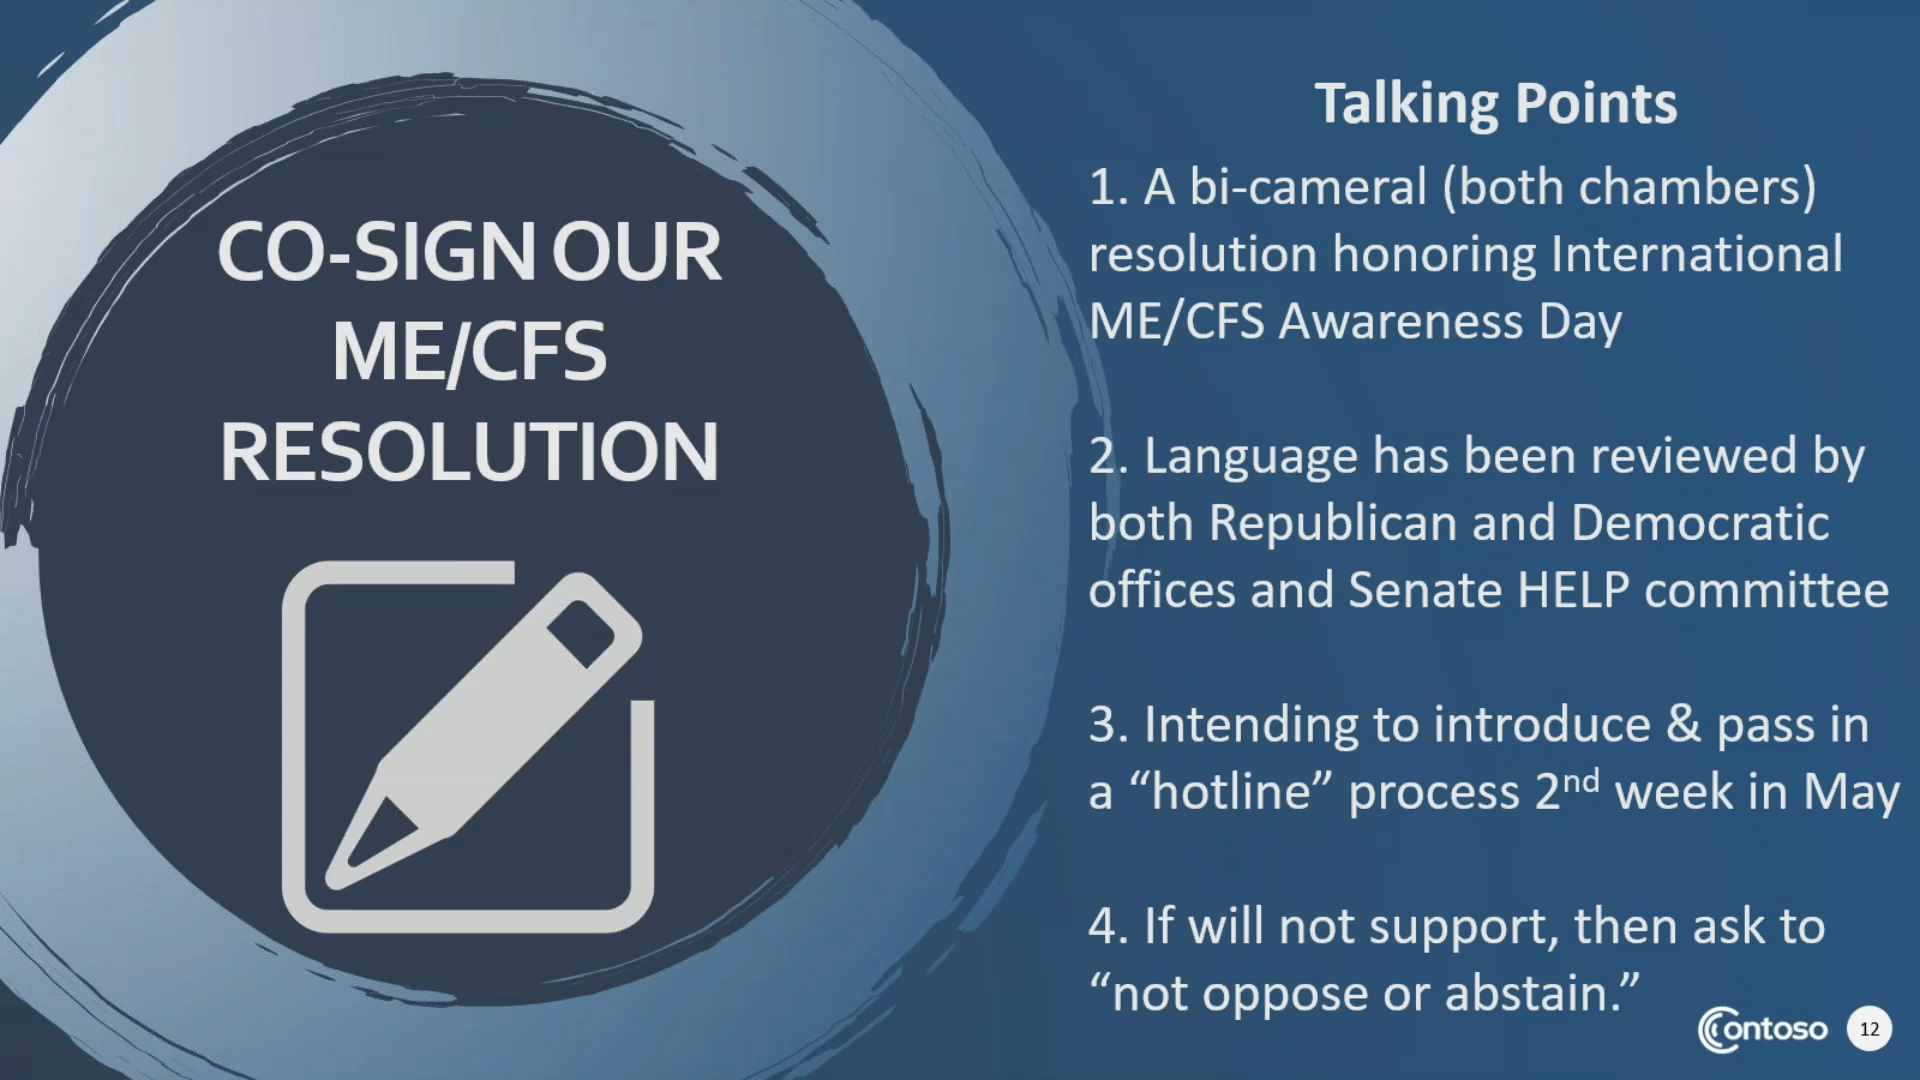 CO-SIGN OUR
ME/CFS
RESOLUTION
Talking Points
1. A bi-cameral (both chambers)
resolution honoring International
ME/CFS Awareness Day
2. Language has been reviewed by
both Republican and Democratic
offices and Senate HELP committee
3. Intending to introduce & pass in
a “hotline” process 2nd week in May
4. If will not support, then ask to
“not oppose or abstain.”
Contoso
12